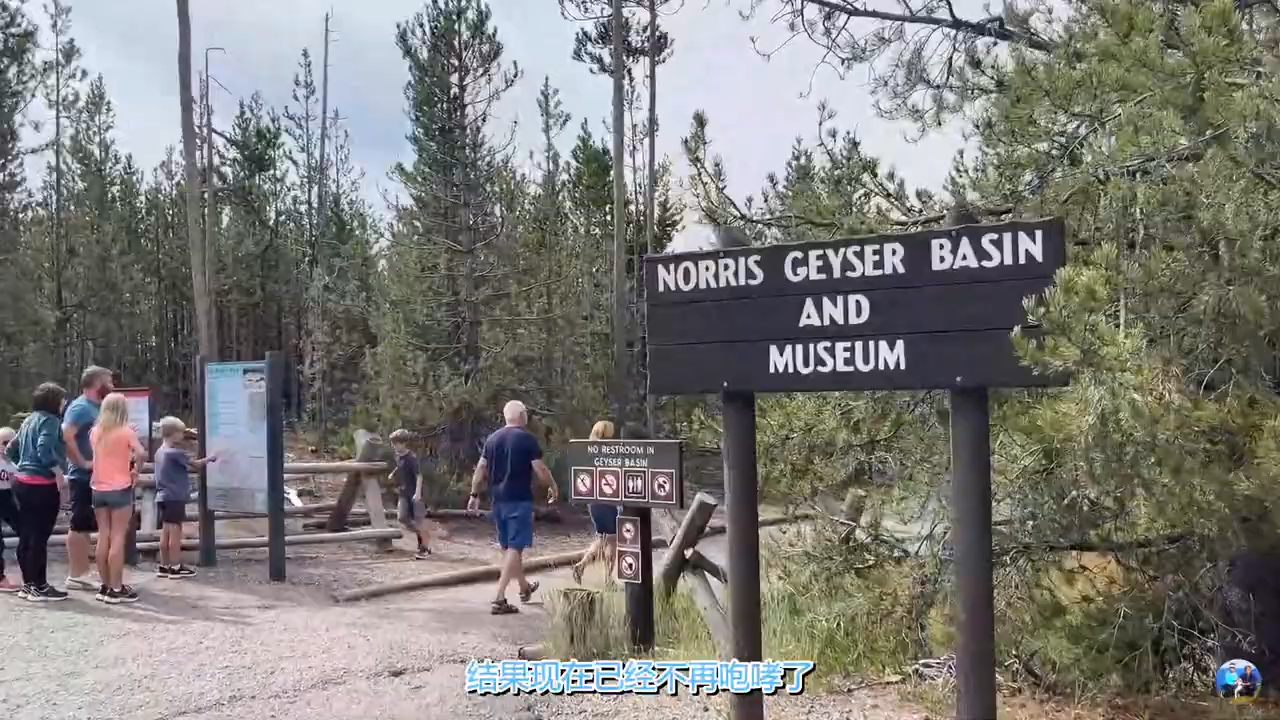 NORRIS GEYSER BASIN
AND
MUSEUM
NO RESTROOM IN
GEYSER BASIN
结果现在已经不再咆哮了